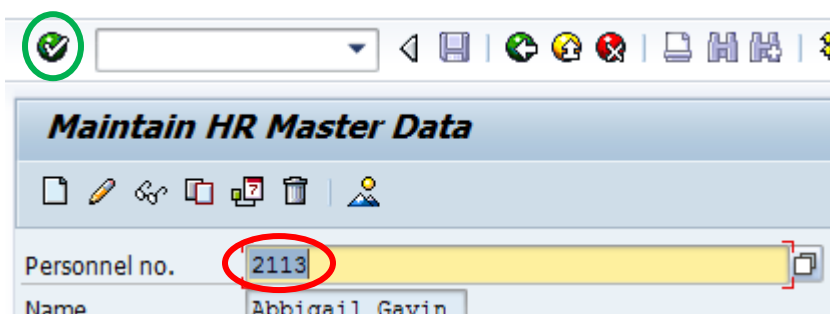 Maintain HR Master Data
Personnel no. 2113
Name Abbigail Gavin